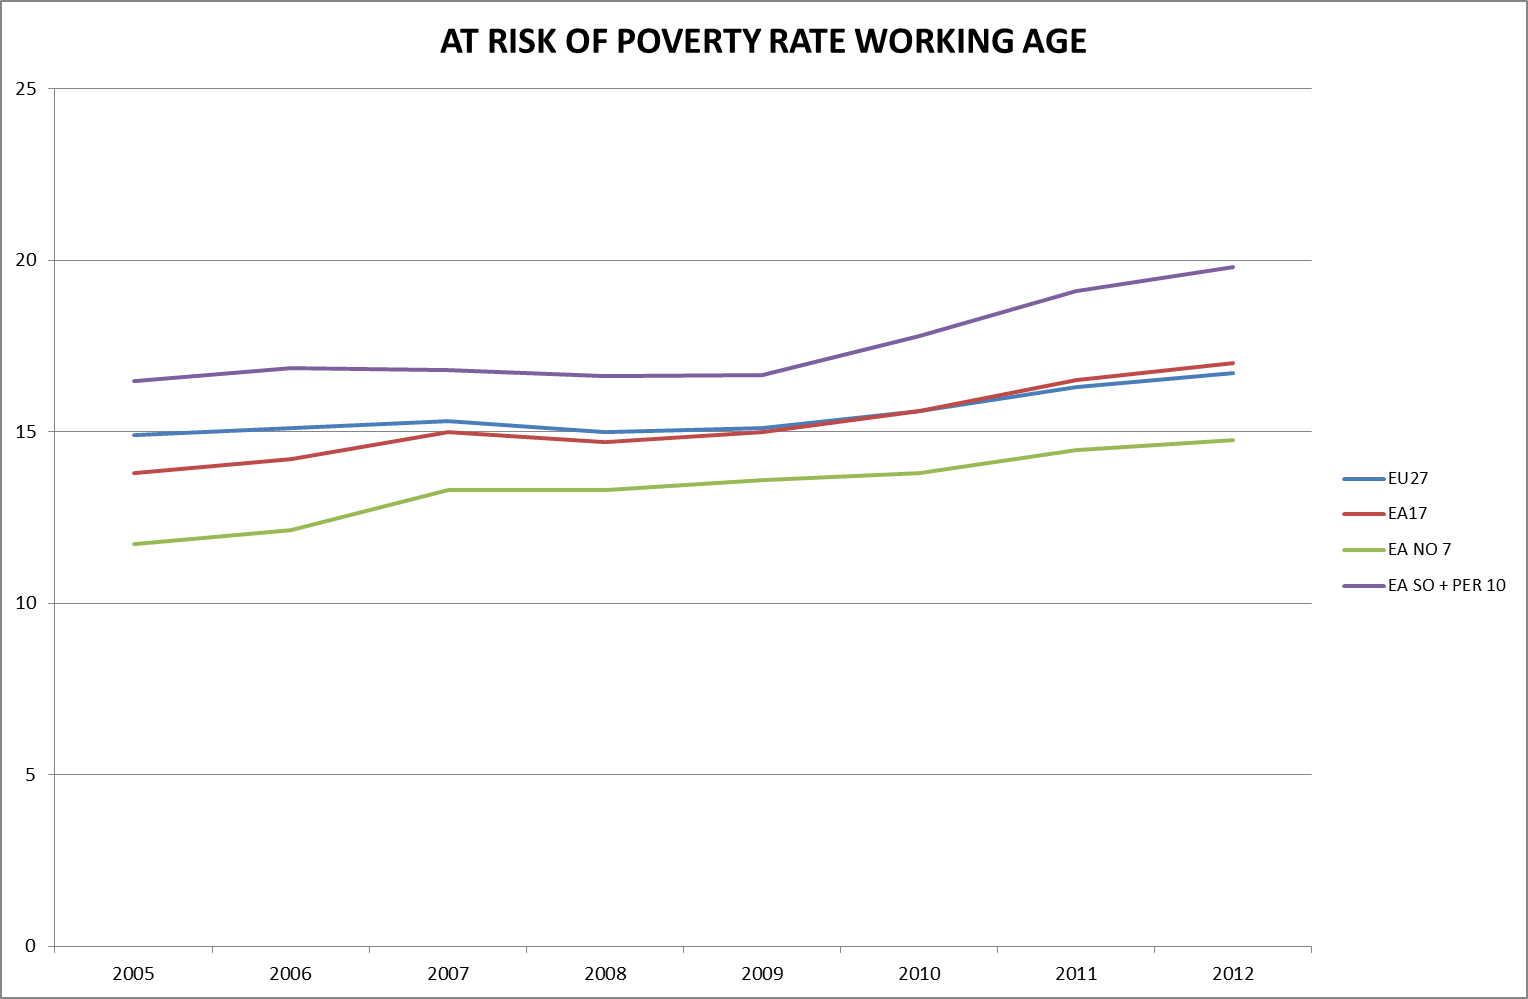 AT RISK OF POVERTY RATE WORKING AGE
25
20
15
10
5
0
2005 2006 2007 2008 2009 2010 2011 2012
EU27
EA17
EA NO 7
EA SO + PER 10